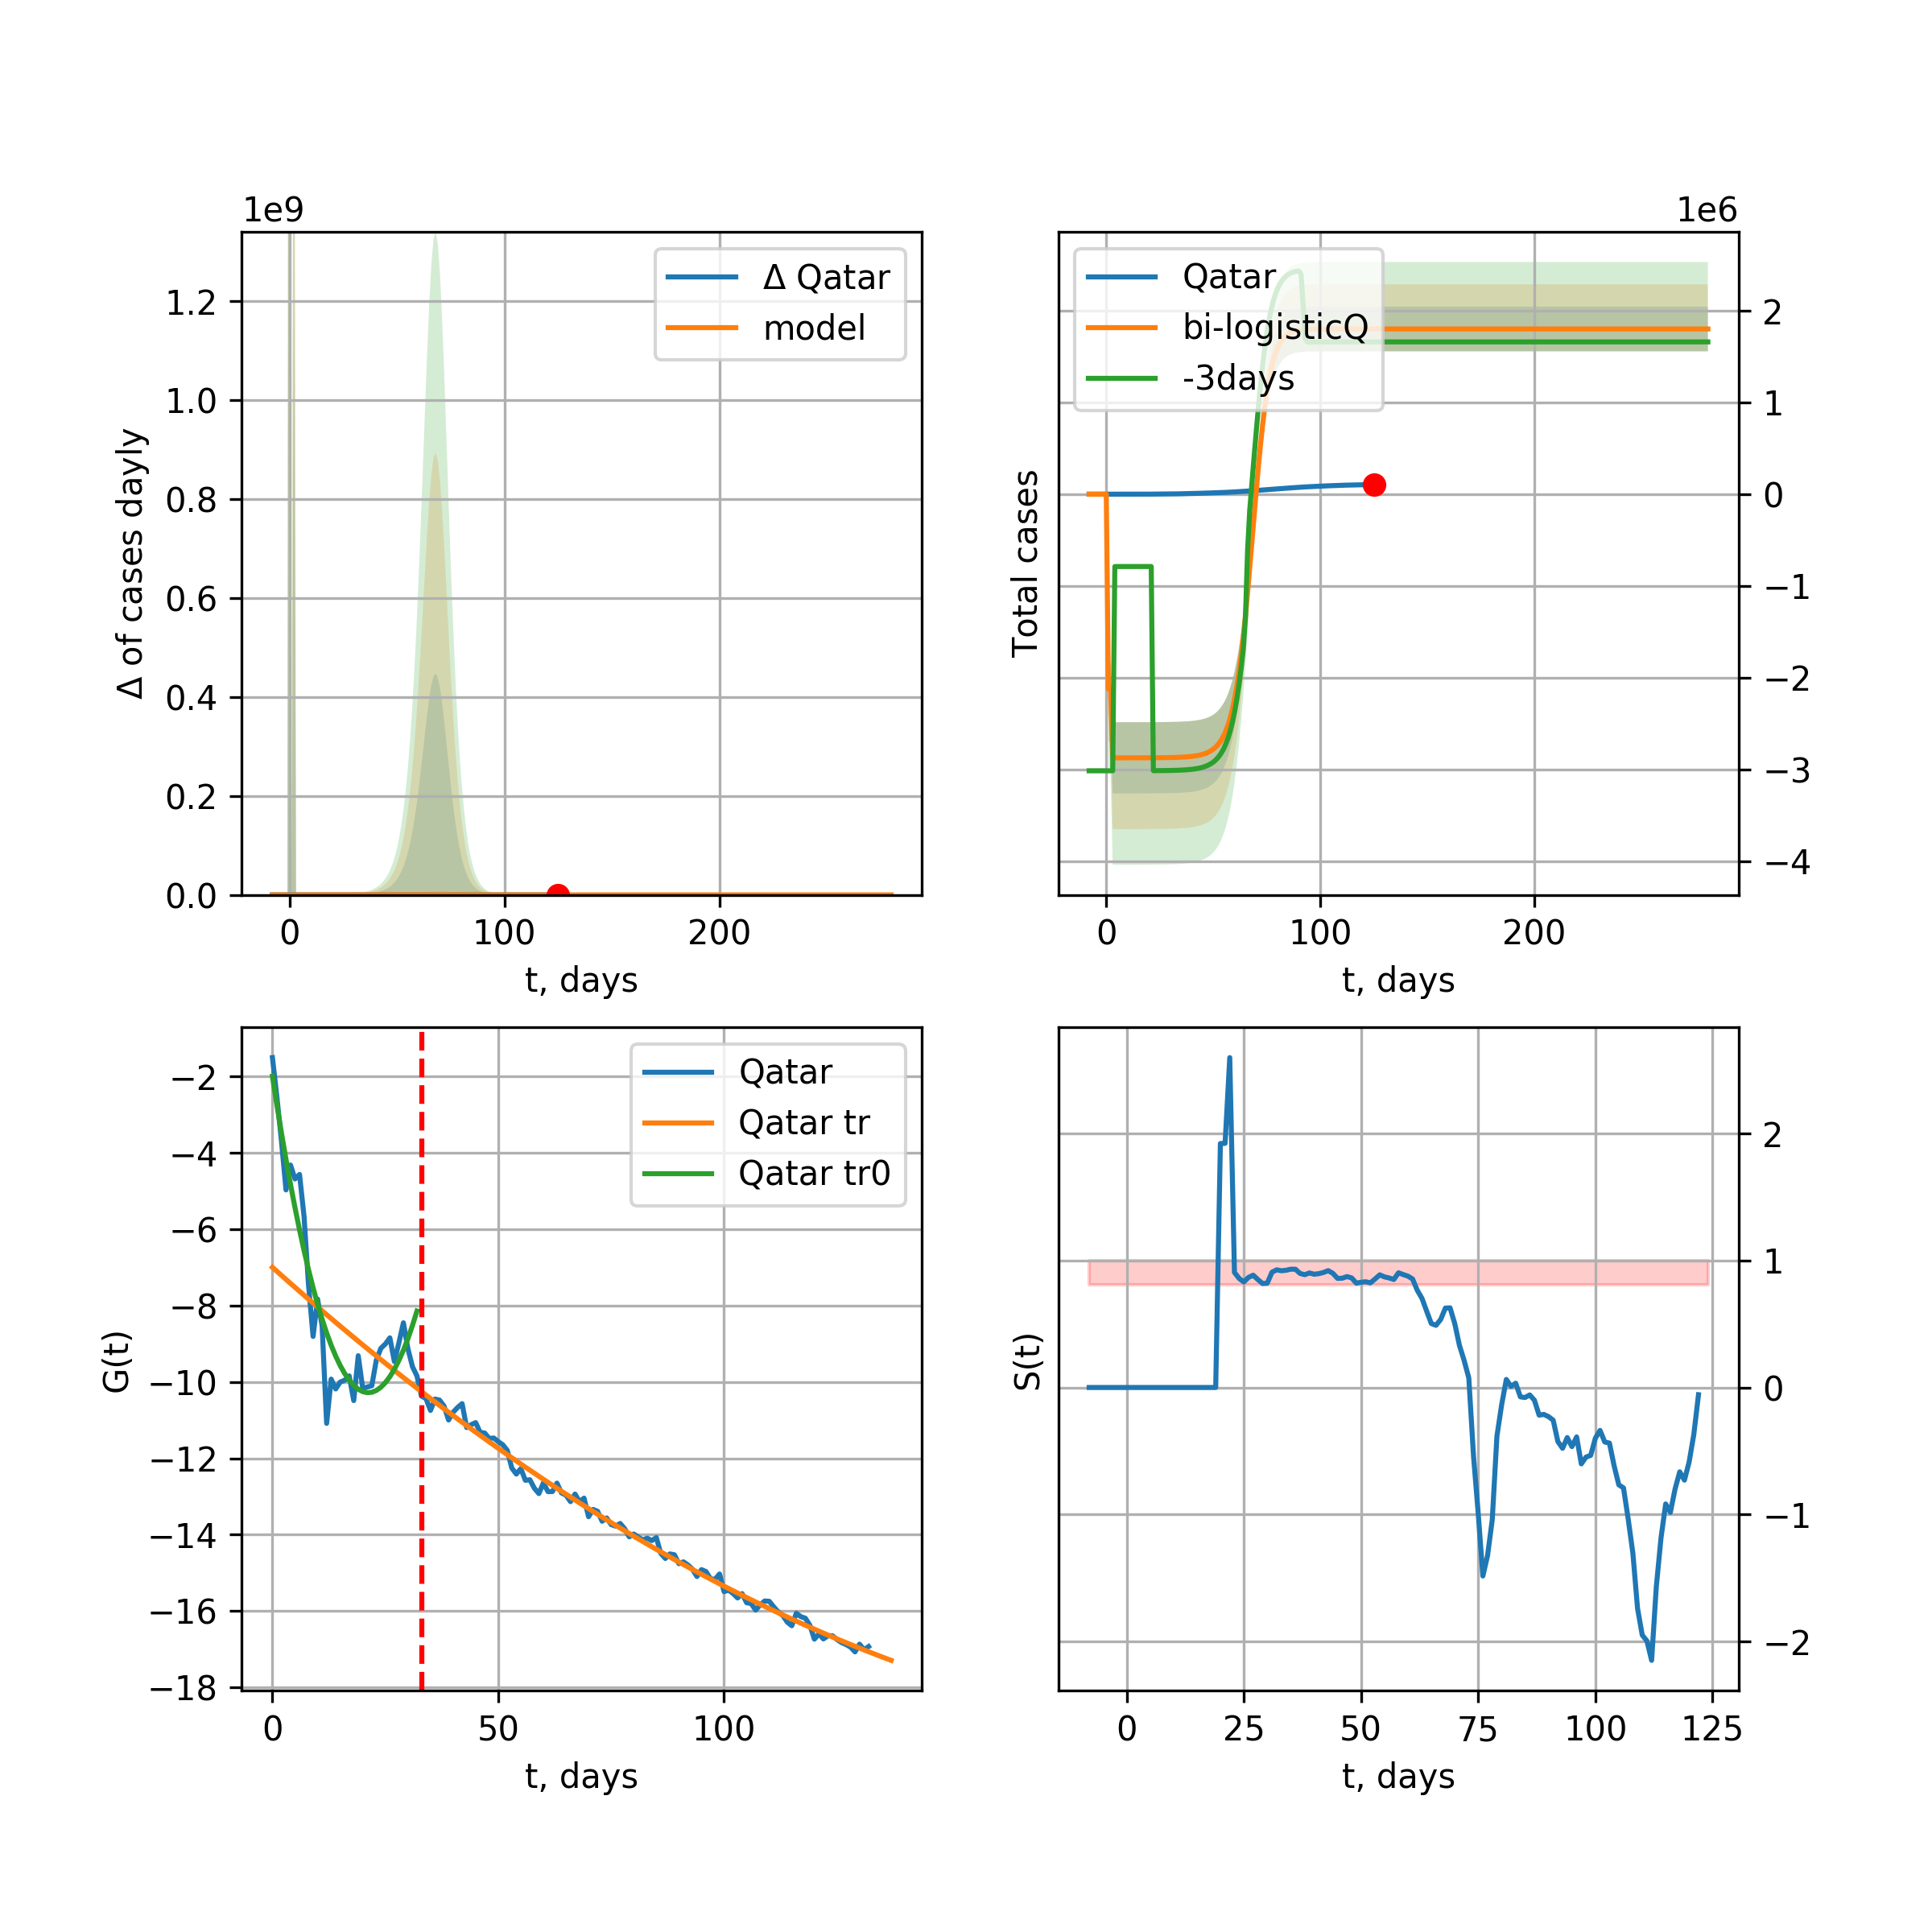 1e9
Δ of cases dayly
1.2
1.0
0.8
0.6
0.4
0.2
0.0
0 100 200
t, days
Δ Qatar
model
1e6
Total cases
2
1
0
−1
−2
−3
−4
0 100 200
t, days
Qatar
bi-logisticQ
-3days
G(t)
−2
−4
−6
−8
−10
−12
−14
−16
−18
0 50 100
t, days
Qatar
Qatar tr
Qatar tr0
S(t)
2
1
0
−1
−2
0 25 50 75 100 125
t, days